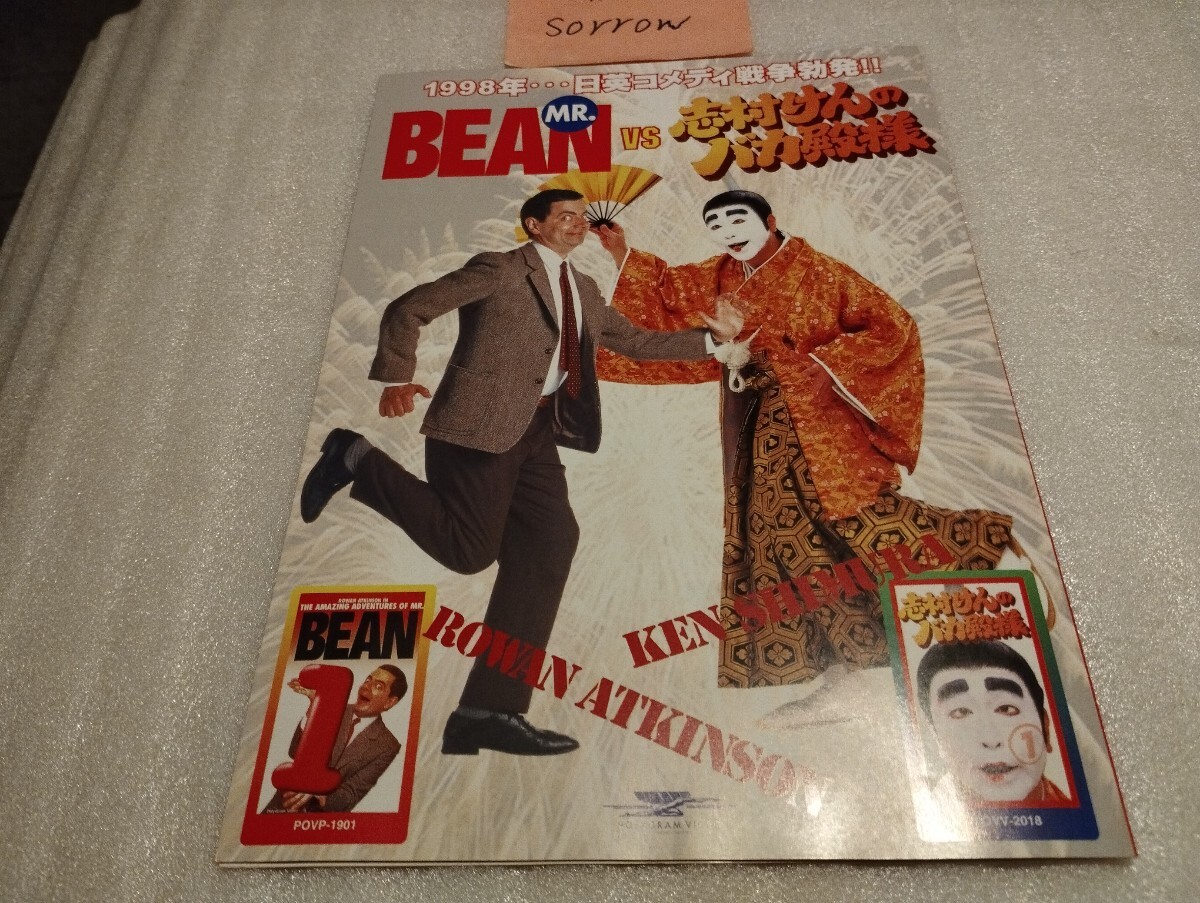 sorrow
1998年・・・日英コメディ戦争勃発!!
MR.
BEAN
VS
志村けんの
バカ殿様
KEN SHIMURA
ROWAN ATKINSON
ROWAN ATKINSON IN
THE AMAZING ADVENTURES OF MR.
BEAN
1
POVP-1901
志村けんの
バカ殿様
1
VV-2018